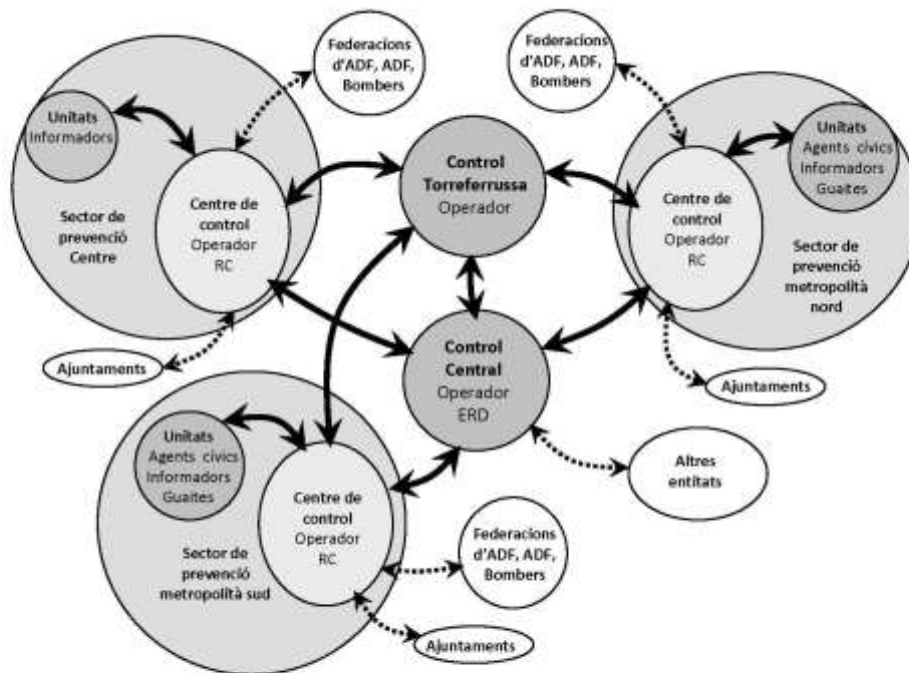 Federacions
d'ADF, ADF,
Bombers
Federacions
d'ADF, ADF,
Bombers
Unitats
Informadors
Sector de
prevenció
Centre
Centre de
control
Operador
RC
Control
Torreferrussa
Operador
Centre de
control
Operador
RC
Unitats
Agents cívics
Informadors
Guaites
Sector de
prevenció
metropolità
nord
Ajuntaments
Control
Central
Operador
ERD
Ajuntaments
Unitats
Agents cívics
Informadors
Guaites
Sector de
prevenció
metropolità sud
Centre de
control
Operador
RC
Altres
entitats
Federacions
d'ADF, ADF,
Bombers
Ajuntaments